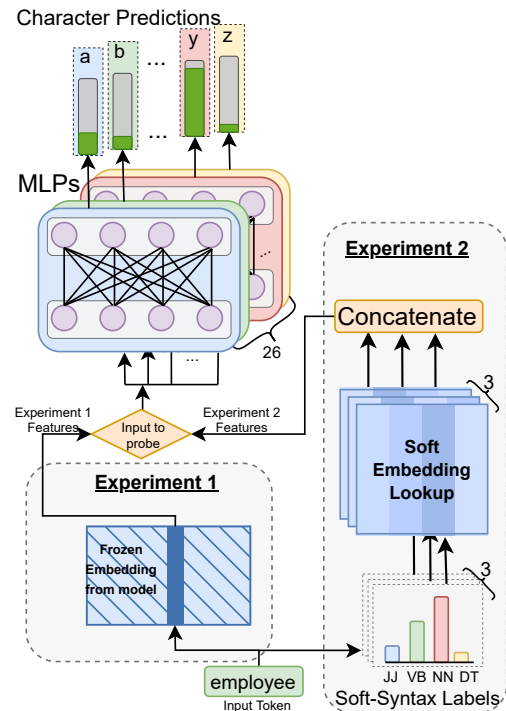 Character Predictions
a
b
...
y
z
...
MLPs
...
26
...
Experiment 1
Features
Input to
probe
Experiment 2
Features
Experiment 2
Concatenate
3
Soft
Embedding
Lookup
3
JJ VB NN DT
Soft-Syntax Labels
Experiment 1
Frozen
Embedding
from model
employee
Input Token